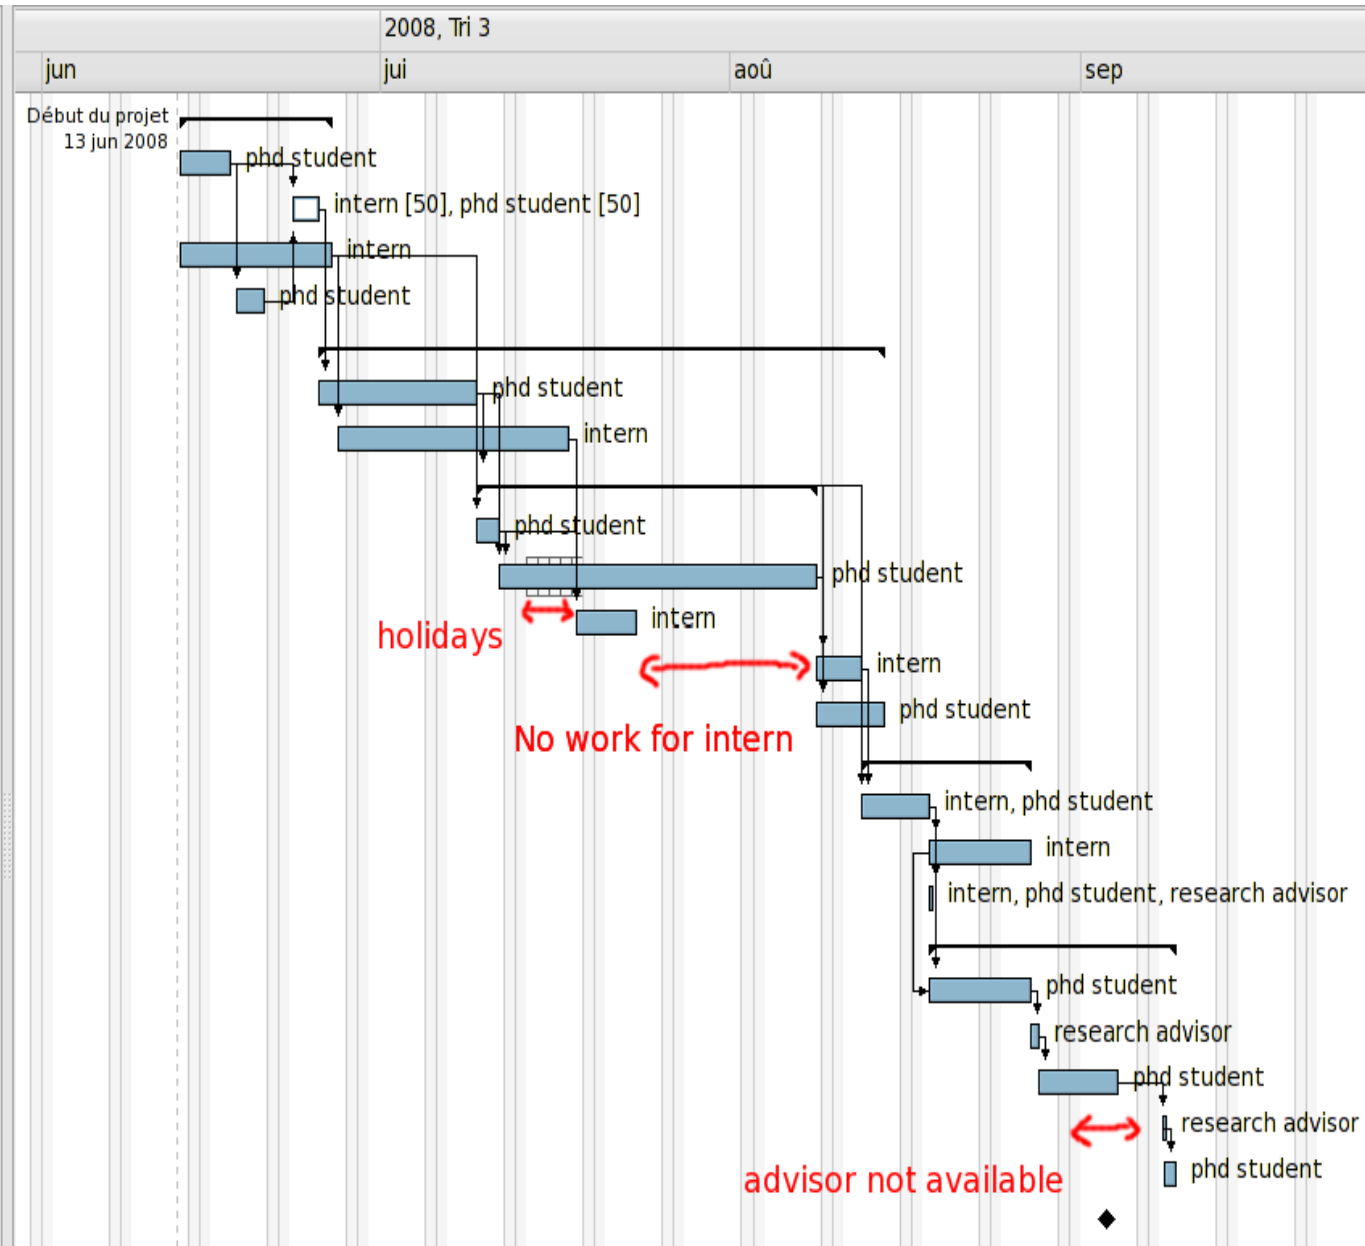 2008, Tri 3
jun jui aoû sep
Début du projet
13 jun 2008
phd student
intern [50], phd student [50]
intern
phd student
phd student
intern
phd student
phd student
intern
holidays
intern
phd student
No work for intern
intern, phd student
intern
intern, phd student, research advisor
phd student
research advisor
phd student
research advisor
phd student
advisor not available